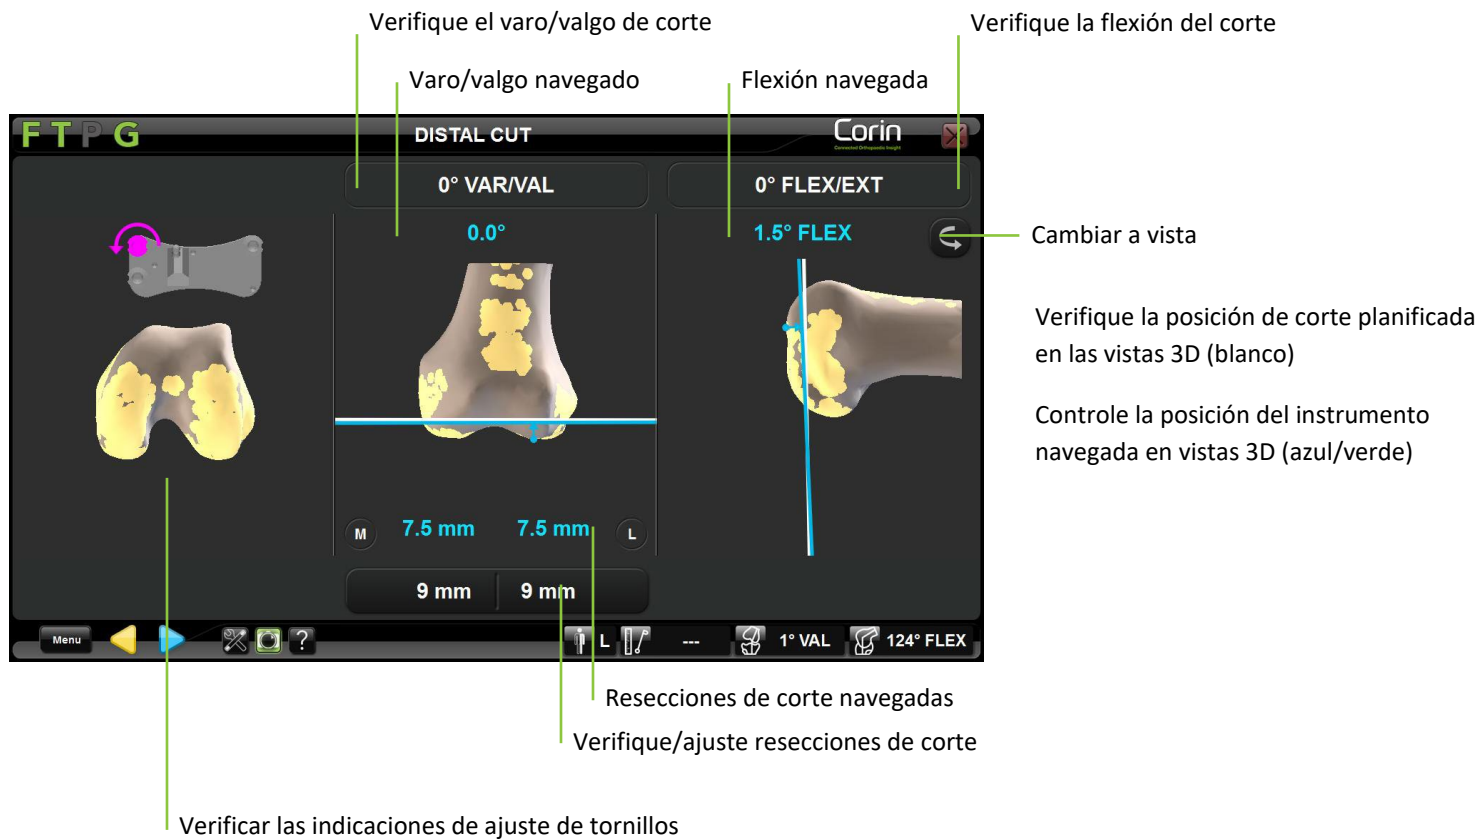 Verifique el varo/valgo de corte
Verifique la flexión del corte
Varo/valgo navegado
Flexión navegada
F T P G
DISTAL CUT
Corin
Connected Orthopaedic Insight
0° VAR/VAL
0° FLEX/EXT
0.0°
1.5° FLEX
Cambiar a vista
Verifique la posición de corte planificada
en las vistas 3D (blanco)
Controle la posición del instrumento
navegada en vistas 3D (azul/verde)
M
7.5 mm
7.5 mm
L
9 mm
9 mm
Menu
?
L
---
1° VAL
124° FLEX
Resecciones de corte navegadas
Verifique/ajuste resecciones de corte
Verificar las indicaciones de ajuste de tornillos